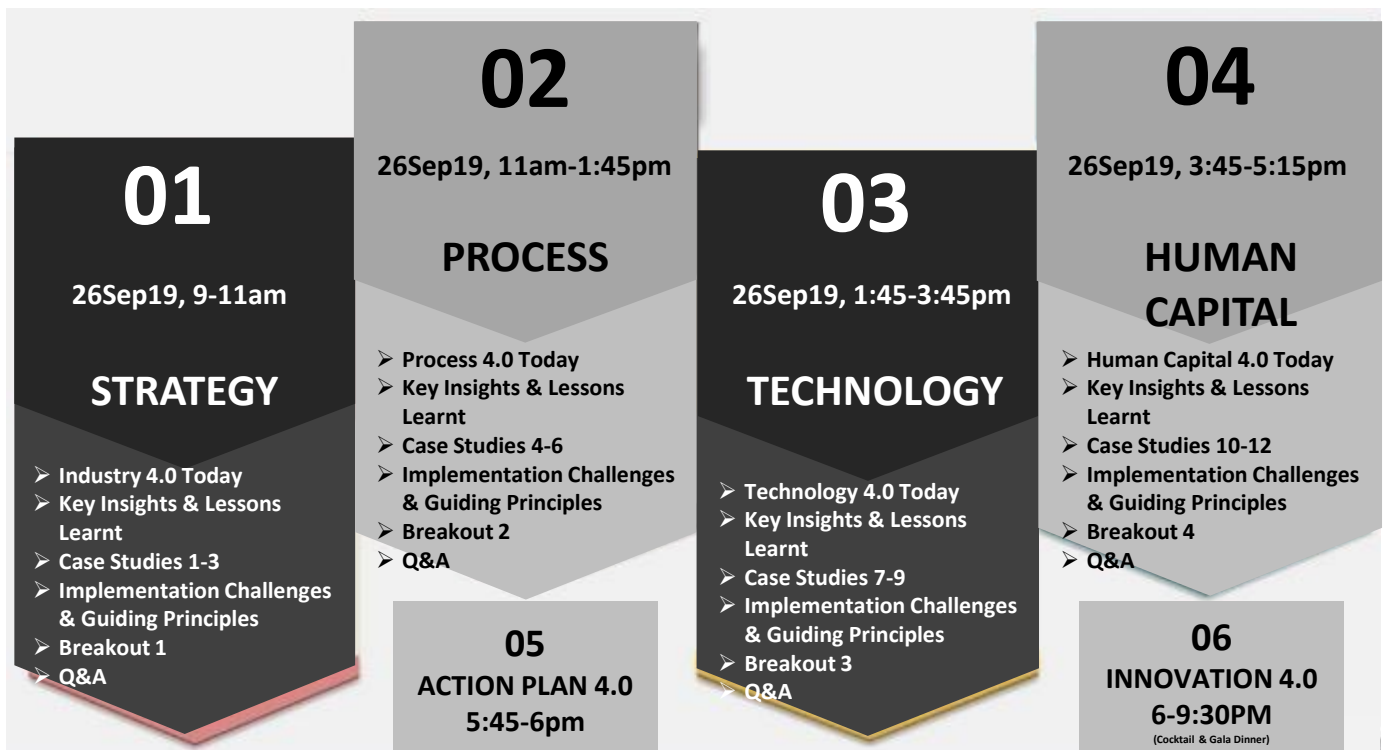 01
26Sep19, 9-11am
STRATEGY
➢ Industry 4.0 Today
➢ Key Insights & Lessons
Learnt
➢ Case Studies 1-3
➢ Implementation Challenges
& Guiding Principles
➢ Breakout 1
➢ Q&A
02
26Sep19, 11am-1:45pm
PROCESS
➢ Process 4.0 Today
➢ Key Insights & Lessons
Learnt
➢ Case Studies 4-6
➢ Implementation Challenges
& Guiding Principles
➢ Breakout 2
➢ Q&A
03
26Sep19, 1:45-3:45pm
TECHNOLOGY
➢ Technology 4.0 Today
➢ Key Insights & Lessons
Learnt
➢ Case Studies 7-9
➢ Implementation Challenges
& Guiding Principles
➢ Breakout 3
➢ Q&A
04
26Sep19, 3:45-5:15pm
HUMAN
CAPITAL
➢ Human Capital 4.0 Today
➢ Key Insights & Lessons
Learnt
➢ Case Studies 10-12
➢ Implementation Challenges
& Guiding Principles
➢ Breakout 4
➢ Q&A
05
ACTION PLAN 4.0
5:45-6pm
06
INNOVATION 4.0
6-9:30PM
(Cocktail & Gala Dinner)